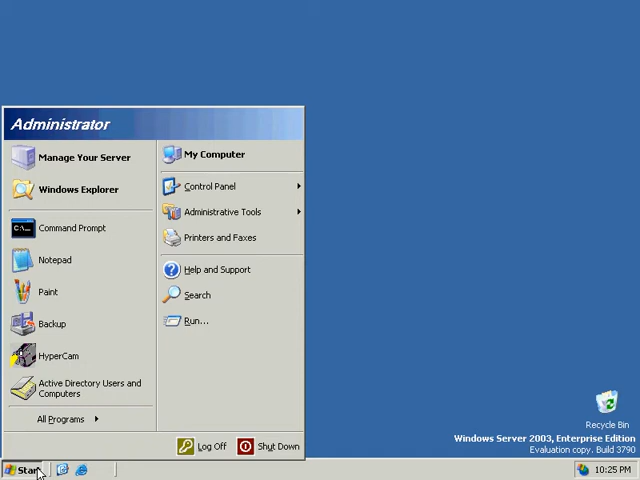 Administrator
Manage Your Server
Windows Explorer
Command Prompt
Notepad
Paint
Backup
HyperCam
Active Directory Users and
Computers
All Programs
My Computer
Control Panel
Administrative Tools
Printers and Faxes
Help and Support
Search
Run...
Log Off
Shut Down
Recycle Bin
Windows Server 2003, Enterprise Edition
Evaluation copy. Build 3790
Start
10:25 PM